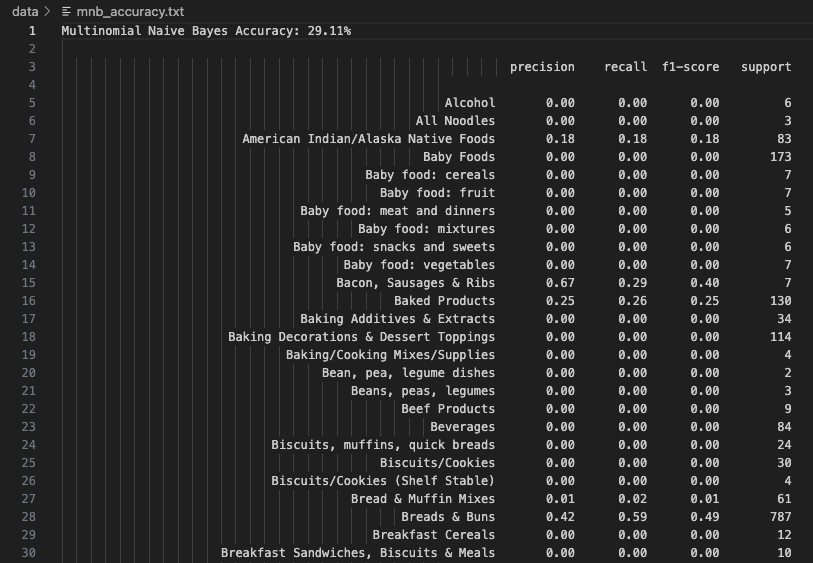 data > mnb_accuracy.txt
1 Multinomial Naive Bayes Accuracy: 29.11%
2
3 precision recall f1-score support
4
5 Alcohol 0.00 0.00 0.00 6
6 All Noodles 0.00 0.00 0.00 3
7 American Indian/Alaska Native Foods 0.18 0.18 0.18 83
8 Baby Foods 0.00 0.00 0.00 173
9 Baby food: cereals 0.00 0.00 0.00 7
10 Baby food: fruit 0.00 0.00 0.00 7
11 Baby food: meat and dinners 0.00 0.00 0.00 5
12 Baby food: mixtures 0.00 0.00 0.00 6
13 Baby food: snacks and sweets 0.00 0.00 0.00 6
14 Baby food: vegetables 0.00 0.00 0.00 7
15 Bacon, Sausages & Ribs 0.67 0.29 0.40 7
16 Baked Products 0.25 0.26 0.25 130
17 Baking Additives & Extracts 0.00 0.00 0.00 34
18 Baking Decorations & Dessert Toppings 0.00 0.00 0.00 114
19 Baking/Cooking Mixes/Supplies 0.00 0.00 0.00 4
20 Bean, pea, legume dishes 0.00 0.00 0.00 2
21 Beans, peas, legumes 0.00 0.00 0.00 3
22 Beef Products 0.00 0.00 0.00 9
23 Beverages 0.00 0.00 0.00 84
24 Biscuits, muffins, quick breads 0.00 0.00 0.00 24
25 Biscuits/Cookies 0.00 0.00 0.00 30
26 Biscuits/Cookies (Shelf Stable) 0.00 0.00 0.00 4
27 Bread & Muffin Mixes 0.01 0.02 0.01 61
28 Breads & Buns 0.42 0.59 0.49 787
29 Breakfast Cereals 0.00 0.00 0.00 12
30 Breakfast Sandwiches, Biscuits & Meals 0.00 0.00 0.00 10